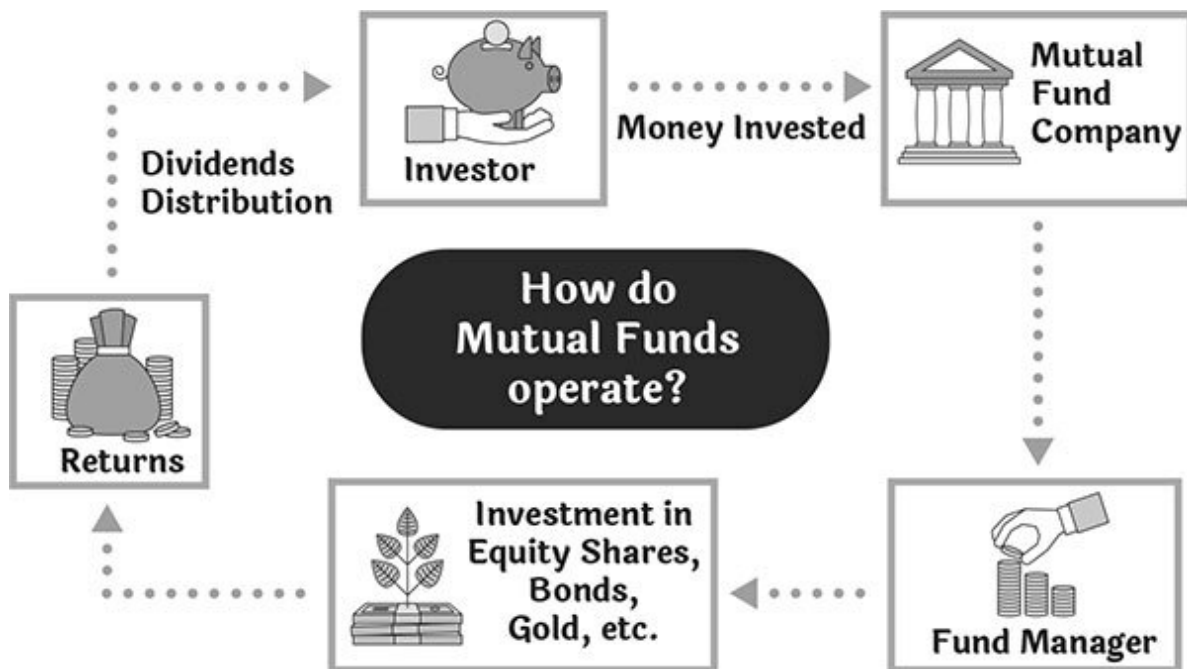 Investor
Money Invested
Mutual
Fund
Company
Dividends
Distribution
How do
Mutual Funds
operate?
Returns
Investment in
Equity Shares,
Bonds,
Gold, etc.
Fund Manager